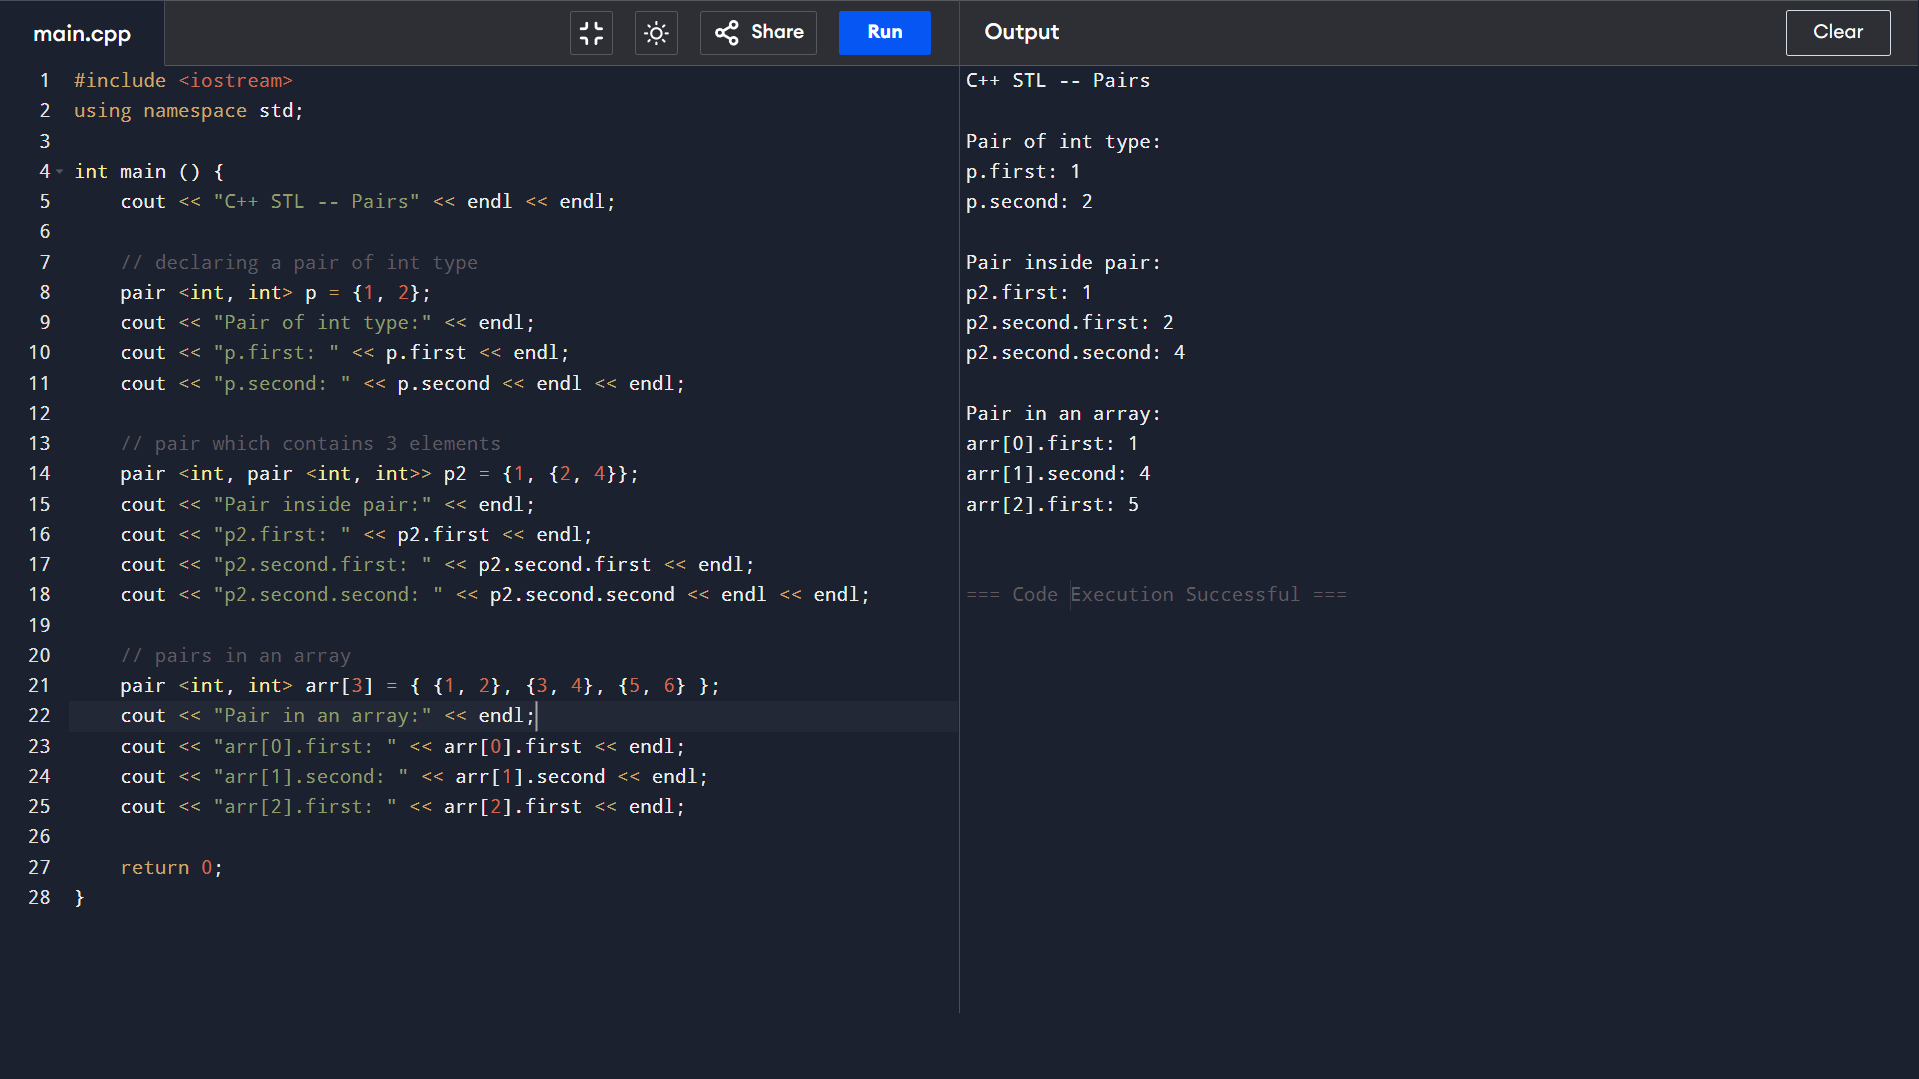 main.cpp
Share
Run
1 #include <iostream>
2 using namespace std;
3
4 int main () {
5     cout << "C++ STL -- Pairs" << endl << endl;
6
7     // declaring a pair of int type
8     pair <int, int> p = {1, 2};
9     cout << "Pair of int type:" << endl;
10     cout << "p.first: " << p.first << endl;
11     cout << "p.second: " << p.second << endl << endl;
12
13     // pair which contains 3 elements
14     pair <int, pair <int, int>> p2 = {1, {2, 4}};
15     cout << "Pair inside pair:" << endl;
16     cout << "p2.first: " << p2.first << endl;
17     cout << "p2.second.first: " << p2.second.first << endl;
18     cout << "p2.second.second: " << p2.second.second << endl << endl;
19
20     // pairs in an array
21     pair <int, int> arr[3] = { {1, 2}, {3, 4}, {5, 6} };
22     cout << "Pair in an array:" << endl;
23     cout << "arr[0].first: " << arr[0].first << endl;
24     cout << "arr[1].second: " << arr[1].second << endl;
25     cout << "arr[2].first: " << arr[2].first << endl;
26
27     return 0;
28 }
Output
Clear
C++ STL -- Pairs
Pair of int type:
p.first: 1
p.second: 2
Pair inside pair:
p2.first: 1
p2.second.first: 2
p2.second.second: 4
Pair in an array:
arr[0].first: 1
arr[1].second: 4
arr[2].first: 5
=== Code Execution Successful ===